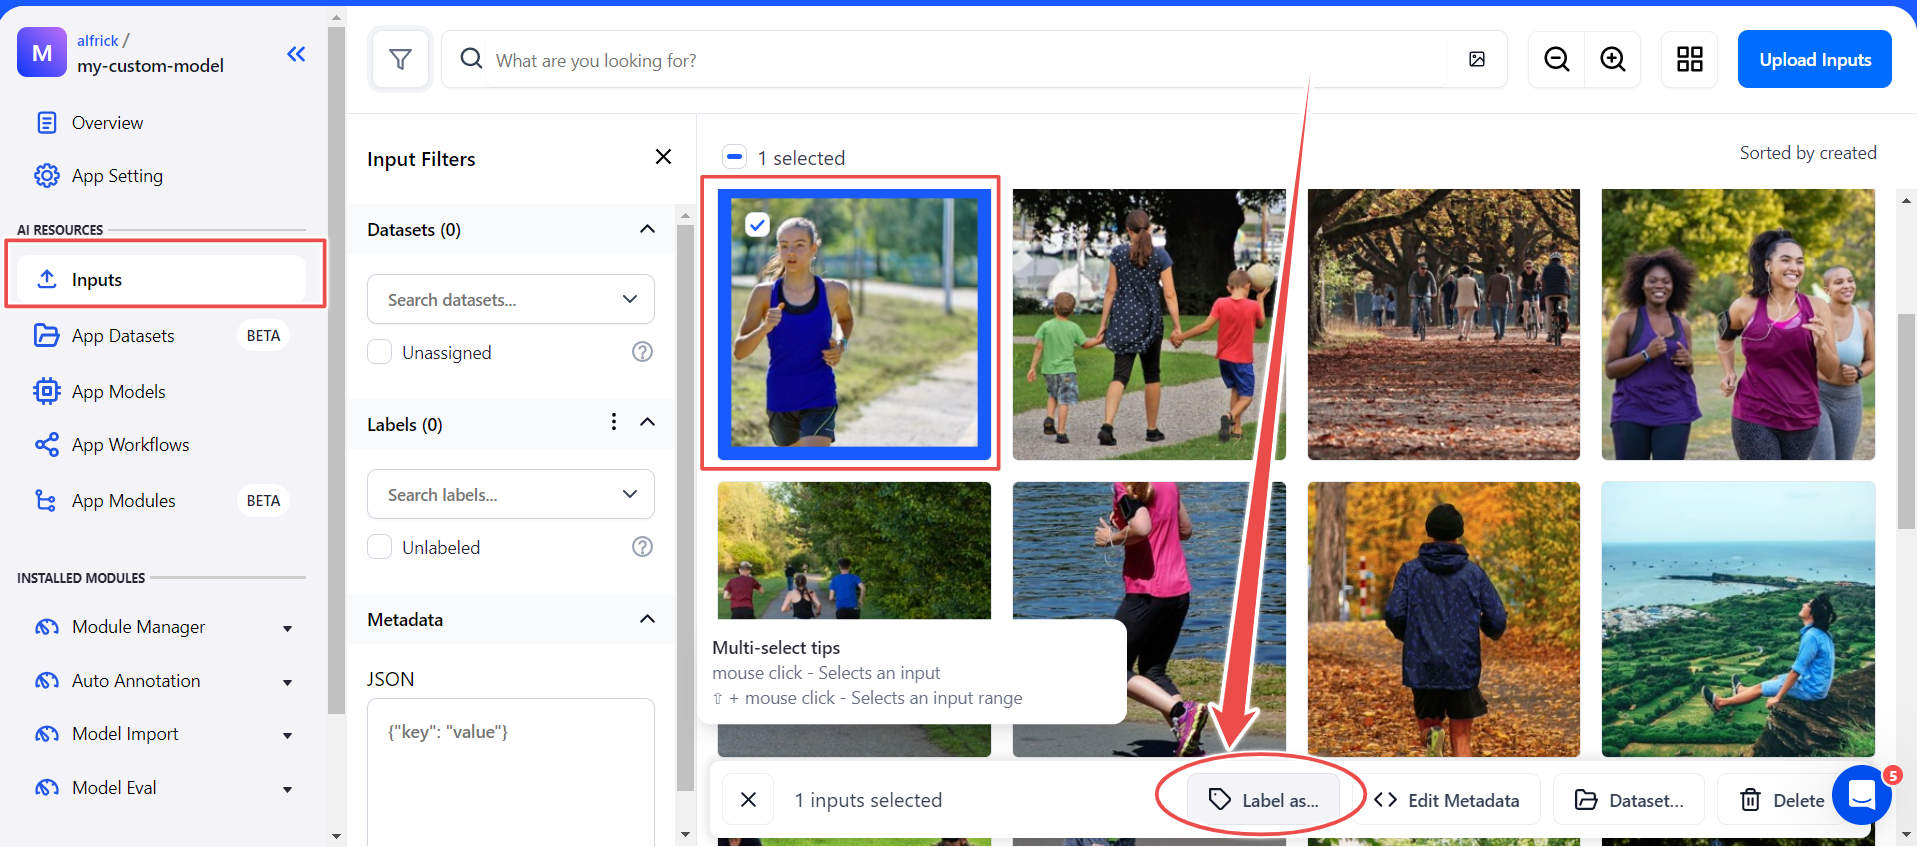 M
alfrick /
my-custom-model
Overview
App Setting
AI RESOURCES
Inputs
App Datasets BETA
App Models
App Workflows
App Modules BETA
INSTALLED MODULES
Module Manager
Auto Annotation
Model Import
Model Eval
What are you looking for?
Upload Inputs
Input Filters
Datasets (0)
Search datasets...
Unassigned
Labels (0)
Search labels...
Unlabeled
Metadata
JSON
{"key": "value"}
1 selected
Sorted by created
Multi-select tips
mouse click - Selects an input
⇧ + mouse click - Selects an input range
1 inputs selected
Label as...
Edit Metadata
Dataset...
Delete
5